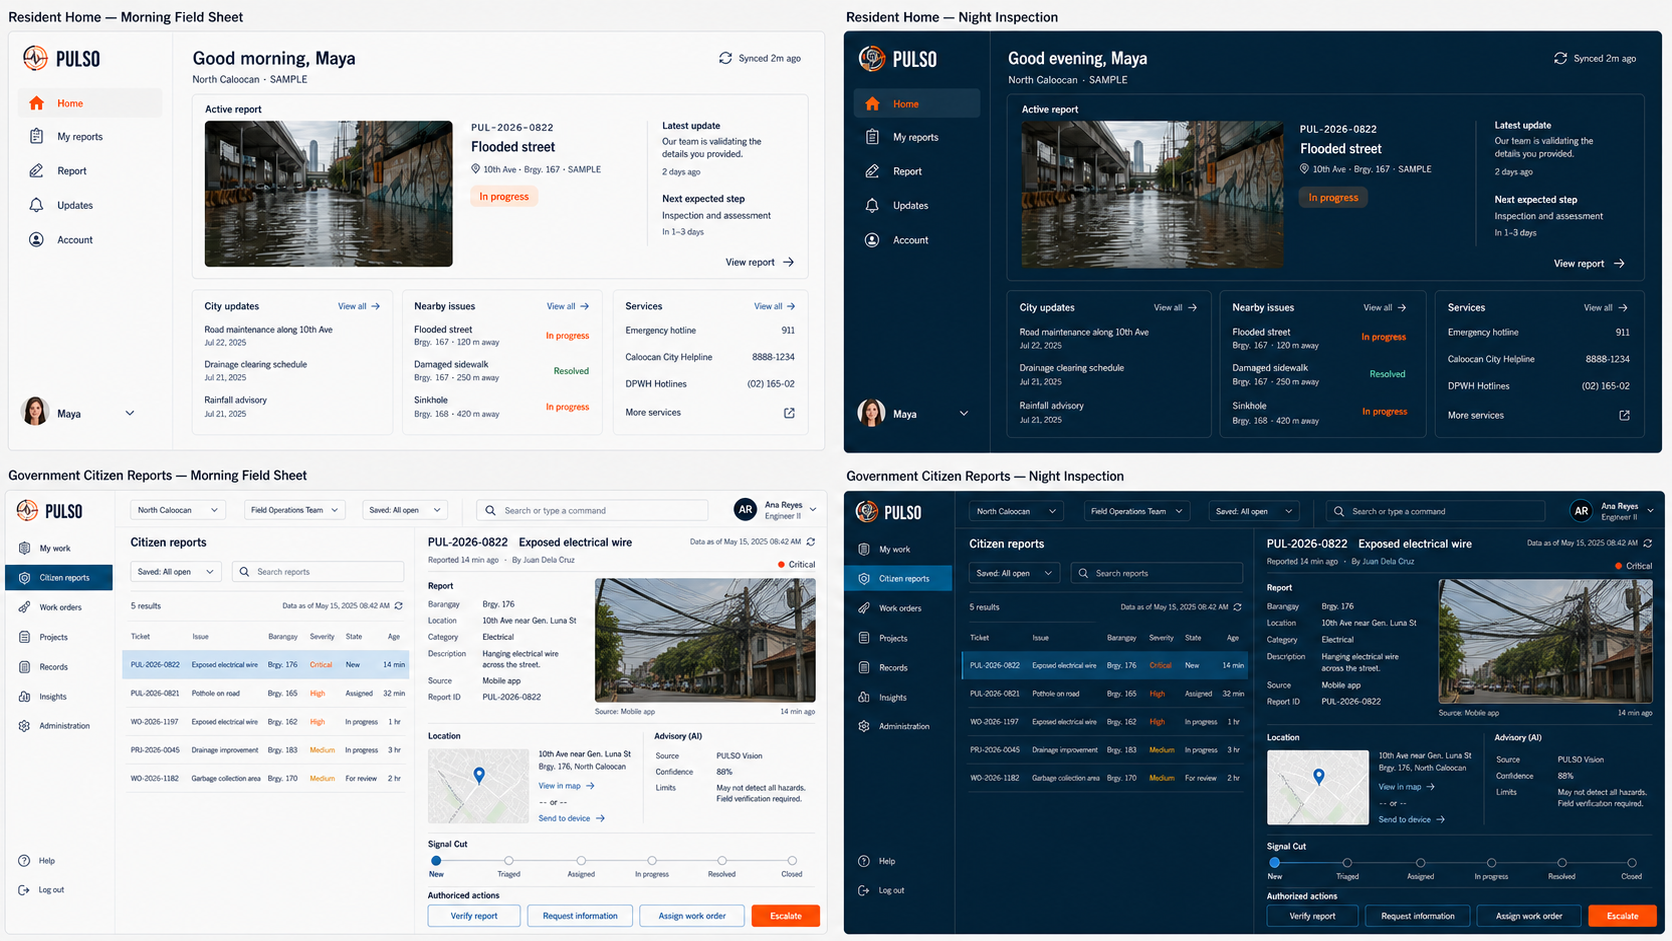 Resident Home — Morning Field Sheet
PULSO
Home
My reports
Report
Updates
Account
Maya
Good morning, Maya
North Caloocan · SAMPLE
Synced 2m ago
Active report
PUL-2026-0822
Flooded street
10th Ave · Brgy. 167 · SAMPLE
In progress
Latest update
Our team is validating the
details you provided.
2 days ago
Next expected step
Inspection and assessment
In 1–3 days
View report
City updates
View all
Road maintenance along 10th Ave
Jul 22, 2025
Drainage clearing schedule
Jul 21, 2025
Rainfall advisory
Jul 21, 2025
Nearby issues
View all
Flooded street
Brgy. 167 · 120 m away
In progress
Damaged sidewalk
Brgy. 167 · 250 m away
Resolved
Sinkhole
Brgy. 168 · 420 m away
In progress
Services
View all
Emergency hotline 911
Caloocan City Helpline 8888-1234
DPWH Hotlines (02) 165-02
More services
Resident Home — Night Inspection
PULSO
Home
My reports
Report
Updates
Account
Maya
Good evening, Maya
North Caloocan · SAMPLE
Synced 2m ago
Active report
PUL-2026-0822
Flooded street
10th Ave · Brgy. 167 · SAMPLE
In progress
Latest update
Our team is validating the
details you provided.
2 days ago
Next expected step
Inspection and assessment
In 1–3 days
View report
City updates
View all
Road maintenance along 10th Ave
Jul 22, 2025
Drainage clearing schedule
Jul 21, 2025
Rainfall advisory
Jul 21, 2025
Nearby issues
View all
Flooded street
Brgy. 167 · 120 m away
In progress
Damaged sidewalk
Brgy. 167 · 250 m away
Resolved
Sinkhole
Brgy. 168 · 420 m away
In progress
Services
View all
Emergency hotline 911
Caloocan City Helpline 8888-1234
DPWH Hotlines (02) 165-02
More services
Government Citizen Reports — Morning Field Sheet
PULSO
My work
Citizen reports
Work orders
Projects
Records
Insights
Administration
Help
Log out
North Caloocan
Field Operations Team
Saved: All open
Search or type a command
AR
Ana Reyes
Engineer II
Citizen reports
Saved: All open
Search reports
5 results
Data as of May 15, 2025 08:42 AM
Ticket Issue Barangay Severity State Age
PUL-2026-0822 Exposed electrical wire Brgy. 176 Critical New 14 min
PUL-2026-0821 Pothole on road Brgy. 165 High Assigned 32 min
WO-2026-1197 Exposed electrical wire Brgy. 162 High In progress 1 hr
PRJ-2026-0045 Drainage improvement Brgy. 183 Medium In progress 3 hr
WO-2026-1182 Garbage collection area Brgy. 170 Medium For review 2 hr
PUL-2026-0822 Exposed electrical wire
Data as of May 15, 2025 08:42 AM
Reported 14 min ago · By Juan Dela Cruz
Critical
Report
Barangay Brgy. 176
Location 10th Ave near Gen. Luna St
Category Electrical
Description Hanging electrical wire
across the street.
Source Mobile app
Report ID PUL-2026-0822
Source: Mobile app
14 min ago
Location
10th Ave near Gen. Luna St
Brgy. 176, North Caloocan
View in map
-- or --
Send to device
Advisory (AI)
Source PULSO Vision
Confidence 88%
Limits May not detect all hazards.
Field verification required.
Signal Cut
New Triaged Assigned In progress Resolved Closed
Authorized actions
Verify report
Request information
Assign work order
Escalate
Government Citizen Reports — Night Inspection
PULSO
My work
Citizen reports
Work orders
Projects
Records
Insights
Administration
Help
Log out
North Caloocan
Field Operations Team
Saved: All open
Search or type a command
AR
Ana Reyes
Engineer II
Citizen reports
Saved: All open
Search reports
5 results
Data as of May 15, 2025 08:42 AM
Ticket Issue Barangay Severity State Age
PUL-2026-0822 Exposed electrical wire Brgy. 176 Critical New 14 min
PUL-2026-0821 Pothole on road Brgy. 165 High Assigned 32 min
WO-2026-1197 Exposed electrical wire Brgy. 162 High In progress 1 hr
PRJ-2026-0045 Drainage improvement Brgy. 183 Medium In progress 3 hr
WO-2026-1182 Garbage collection area Brgy. 170 Medium For review 2 hr
PUL-2026-0822 Exposed electrical wire
Data as of May 15, 2025 08:42 AM
Reported 14 min ago · By Juan Dela Cruz
Critical
Report
Barangay Brgy. 176
Location 10th Ave near Gen. Luna St
Category Electrical
Description Hanging electrical wire
across the street.
Source Mobile app
Report ID PUL-2026-0822
Source: Mobile app
14 min ago
Location
10th Ave near Gen. Luna St
Brgy. 176, North Caloocan
View in map
-- or --
Send to device
Advisory (AI)
Source PULSO Vision
Confidence 88%
Limits May not detect all hazards.
Field verification required.
Signal Cut
New Triaged Assigned In progress Resolved Closed
Authorized actions
Verify report
Request information
Assign work order
Escalate